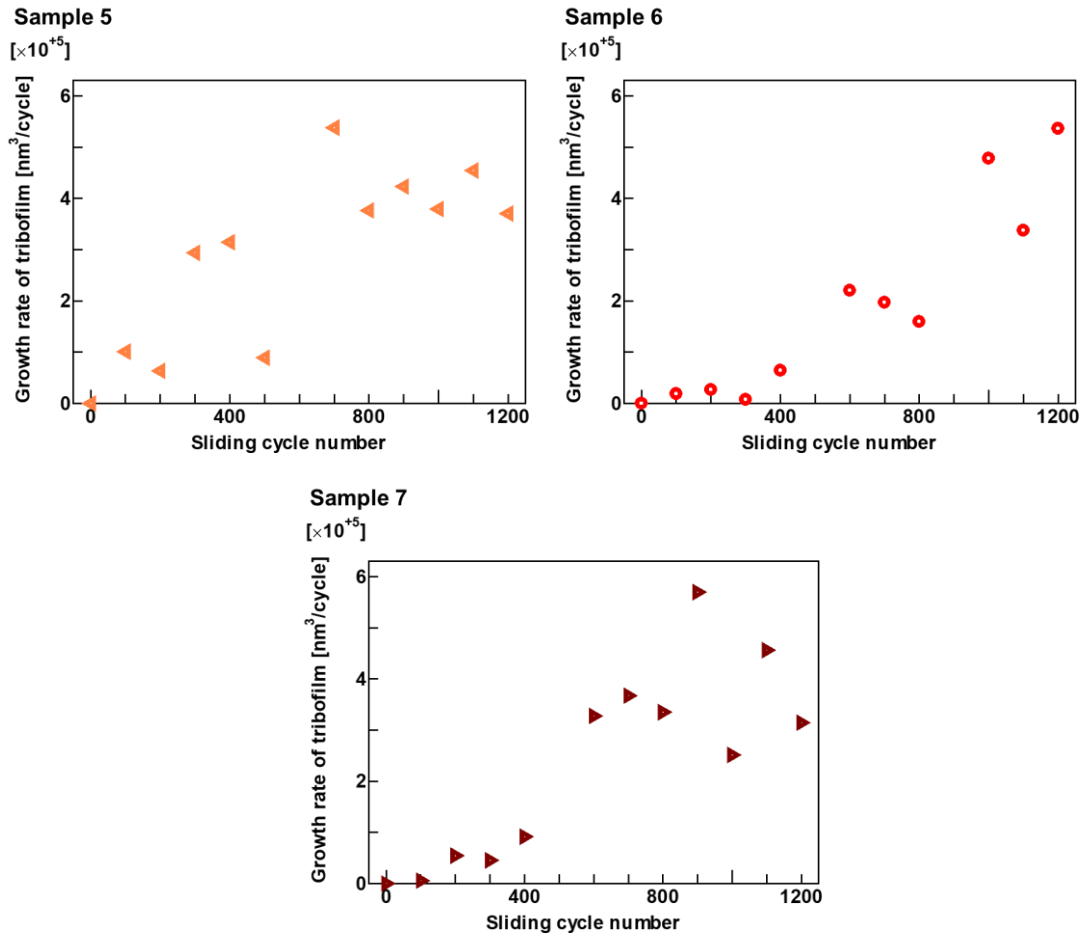 Sample 5
[×10⁺⁵]
Growth rate of tribofilm [nm³/cycle]
6
4
2
0
0 400 800 1200
Sliding cycle number
Sample 6
[×10⁺⁵]
Growth rate of tribofilm [nm³/cycle]
6
4
2
0
0 400 800 1200
Sliding cycle number
Sample 7
[×10⁺⁵]
Growth rate of tribofilm [nm³/cycle]
6
4
2
0
0 400 800 1200
Sliding cycle number